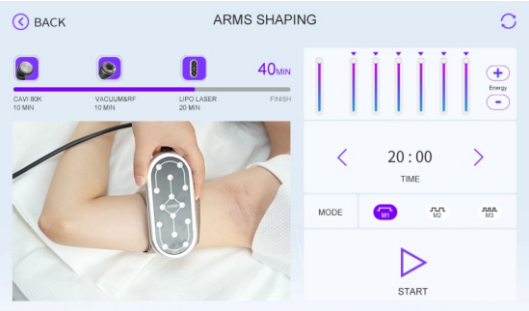 BACK
ARMS SHAPING
40MIN
CAVI 80K
10 MIN
VACUUM&RF
10 MIN
LIPO LASER
20 MIN
FINISH
Energy
20 : 00
TIME
MODE
M1
M2
M3
START